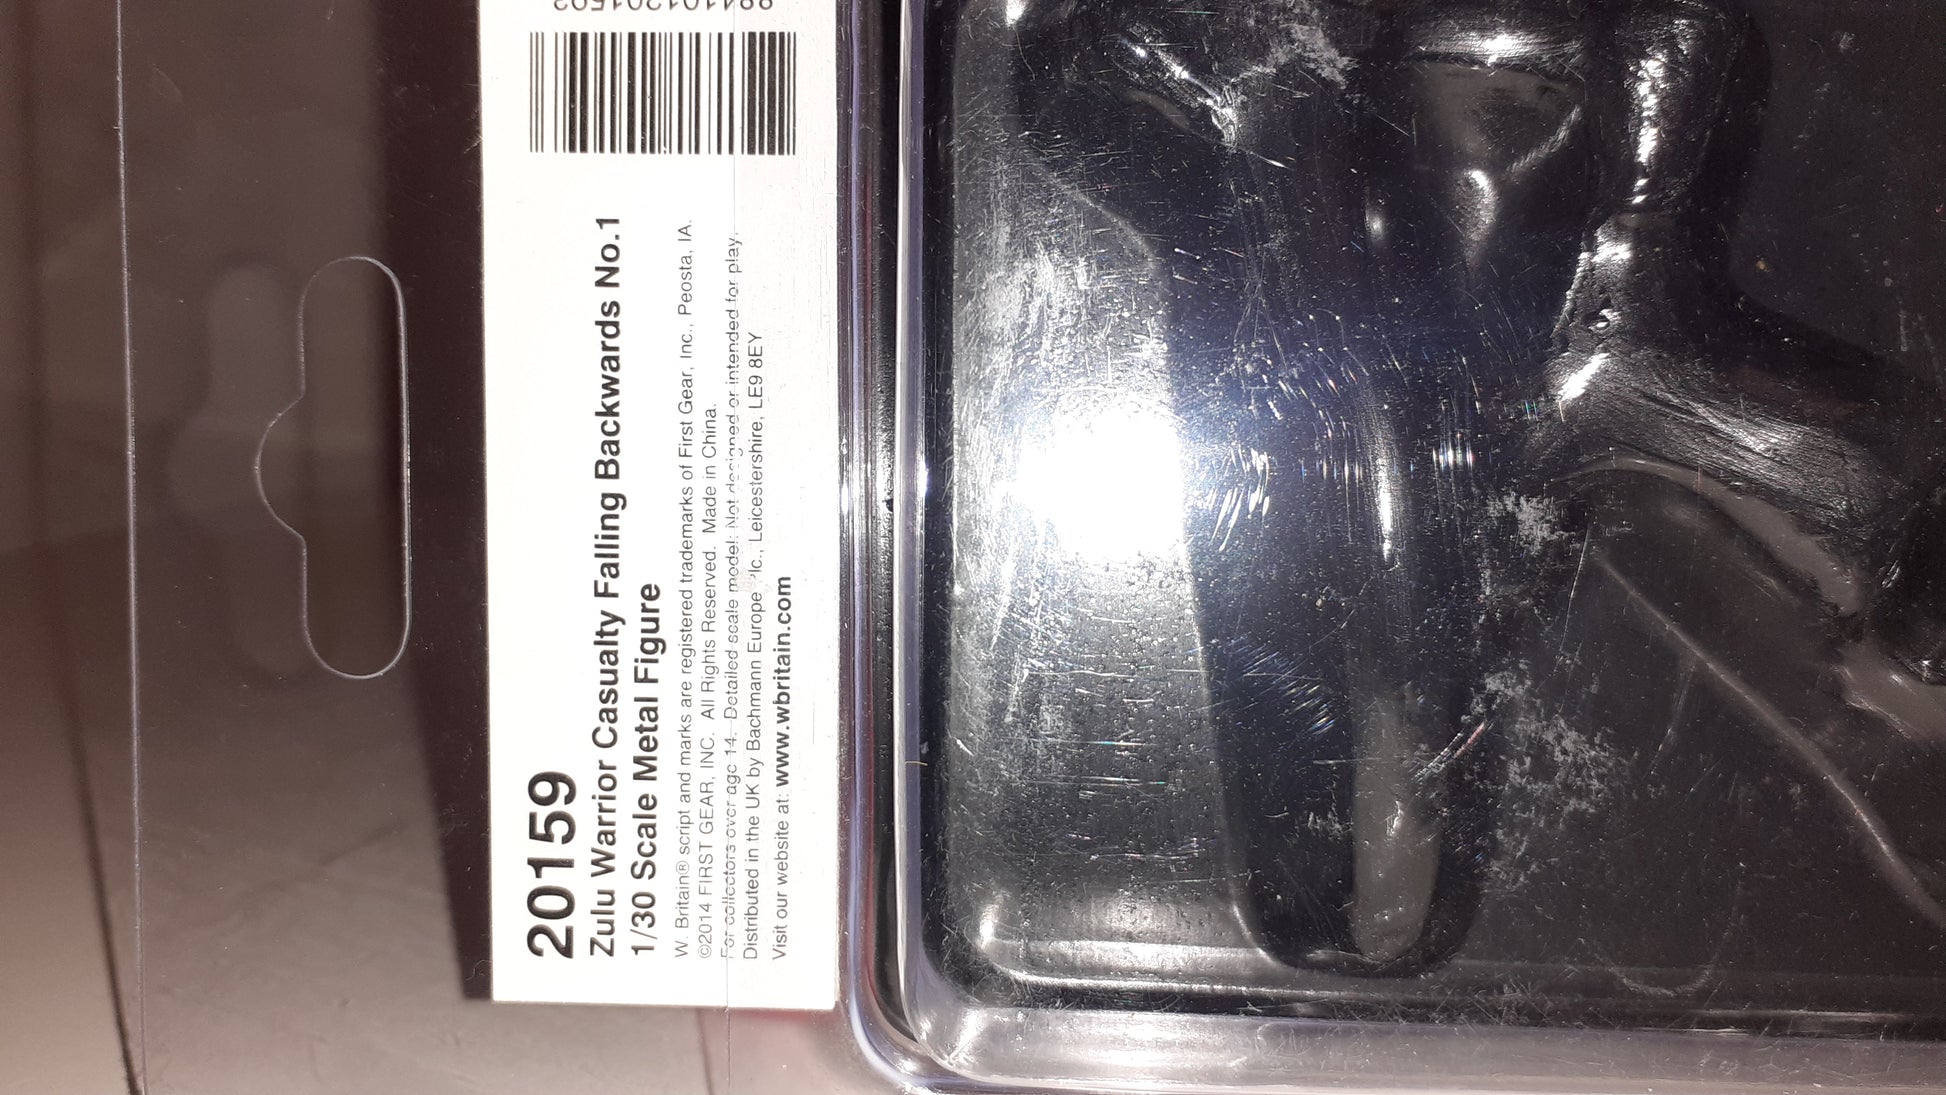 20159
Zulu Warrior Casualty Falling Backwards No.1
1/30 Scale Metal Figure
W. Britain® script and marks are registered trademarks of First Gear, Inc., Peosta, IA.
©2014 FIRST GEAR, INC. All Rights Reserved. Made in China.
For collectors over age 14. Detailed scale model: Not designed or intended for play.
Distributed in the UK by Bachmann Europe Plc., Leicestershire, LE9 8EY
Visit our website at: www.wbritain.com